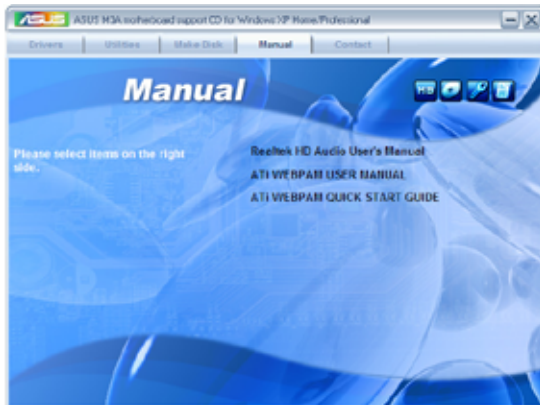 ASUS M3A motherboard support CD for Windows XP Home/Professional
Drivers Utilities Make Disk Manual Contact
Manual
Please select items on the right
side.
Realtek HD Audio User's Manual
ATi WEBPAM USER MANUAL
ATi WEBPAM QUICK START GUIDE